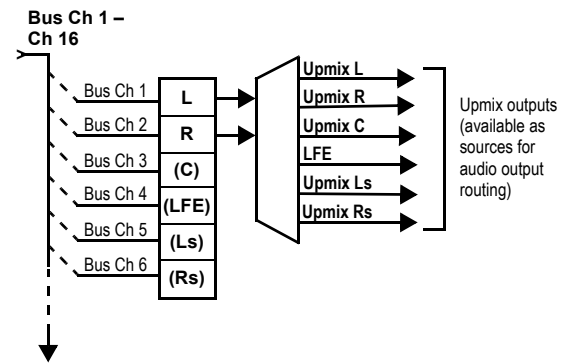 Bus Ch 1 –
Ch 16
Bus Ch 1
Bus Ch 2
Bus Ch 3
Bus Ch 4
Bus Ch 5
Bus Ch 6
L
R
(C)
(LFE)
(Ls)
(Rs)
Upmix L
Upmix R
Upmix C
LFE
Upmix Ls
Upmix Rs
Upmix outputs
(available as
sources for
audio output
routing)